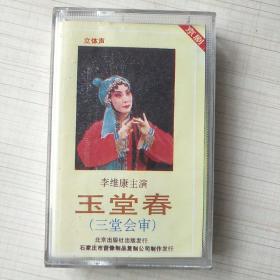 京剧
立体声
李维康主演
玉堂春
(三堂会审)
北京出版社出版发行
石家庄市音像制品复制公司制作发行